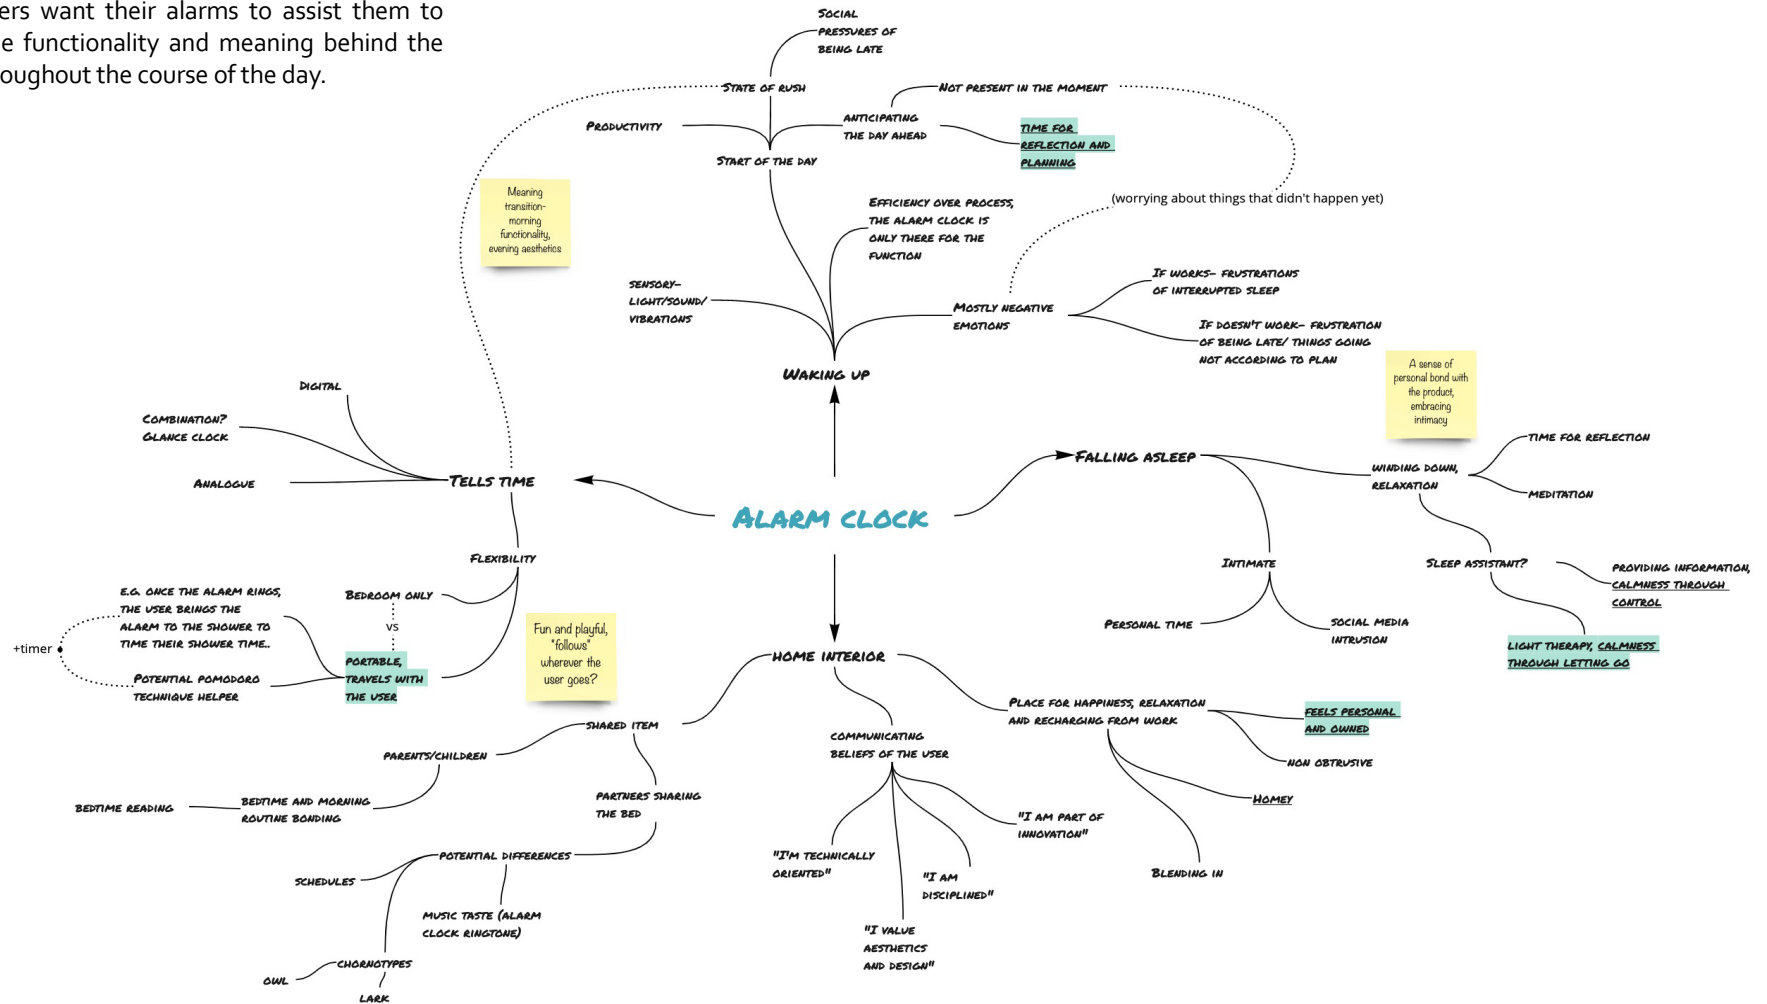 ers want their alarms to assist them to
e functionality and meaning behind the
oughout the course of the day.
Social
pressures of
being late
State of rush
Not present in the moment
Productivity
anticipating
the day ahead
Time for
reflection and
planning
Start of the day
Meaning
transition-
morning
functionality,
evening aesthetics
(worrying about things that didn't happen yet)
Efficiency over process,
the alarm clock is
only there for the
function
sensory-
light/sound/
vibrations
Mostly negative
emotions
If works- frustrations
of interrupted sleep
If doesn't work- frustration
of being late/ things going
not according to plan
Waking up
A sense of
personal bond with
the product,
embracing
intimacy
Digital
Combination?
Glance clock
Analogue
Tells time
Falling asleep
winding down,
relaxation
time for reflection
meditation
Alarm clock
Flexibility
Bedroom only
vs
portable,
travels with
the user
e.g. once the alarm rings,
the user brings the
alarm to the shower to
time their shower time..
+timer
Potential pomodoro
technique helper
Fun and playful,
"follows"
wherever the
user goes?
Intimate
Personal time
social media
intrusion
Sleep assistant?
providing information,
calmness through
control
light therapy, calmness
through letting go
home interior
shared item
parents/children
bedtime and morning
routine bonding
bedtime reading
partners sharing
the bed
potential differences
schedules
music taste (alarm
clock ringtone)
chornotypes
owl
lark
communicating
beliefs of the user
"I'm technically
oriented"
"I value
aesthetics
and design"
"I am
disciplined"
"I am part of
innovation"
Place for happiness, relaxation
and recharging from work
feels personal
and owned
non obtrusive
Homey
Blending in